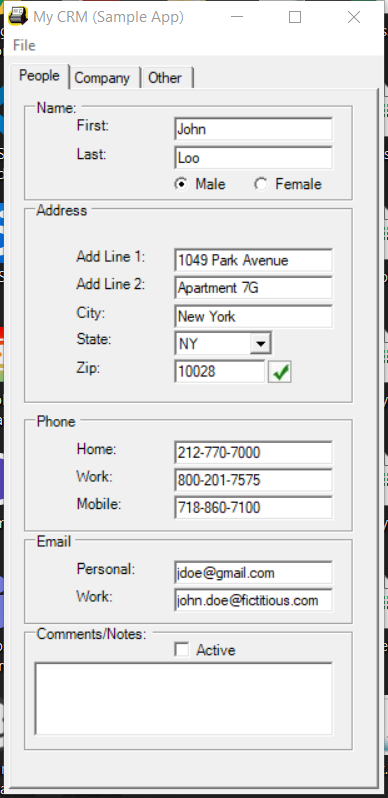 My CRM (Sample App)
File
People Company Other
Name:
First: John
Last: Loo
Male Female
Address
Add Line 1: 1049 Park Avenue
Add Line 2: Apartment 7G
City: New York
State: NY
Zip: 10028
Phone
Home: 212-770-7000
Work: 800-201-7575
Mobile: 718-860-7100
Email
Personal: jdoe@gmail.com
Work: john.doe@fictitious.com
Comments/Notes:
Active